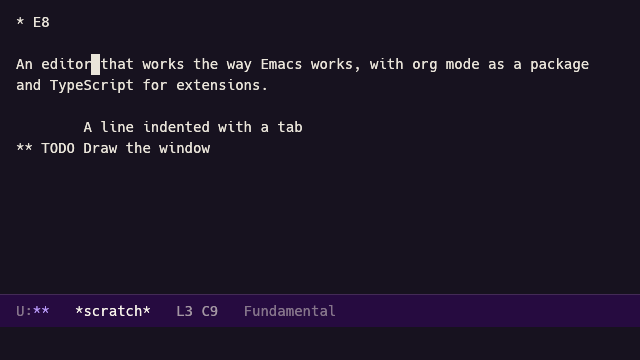 * E8
An editor that works the way Emacs works, with org mode as a package
and TypeScript for extensions.
A line indented with a tab
** TODO Draw the window
U:** *scratch* L3 C9 Fundamental